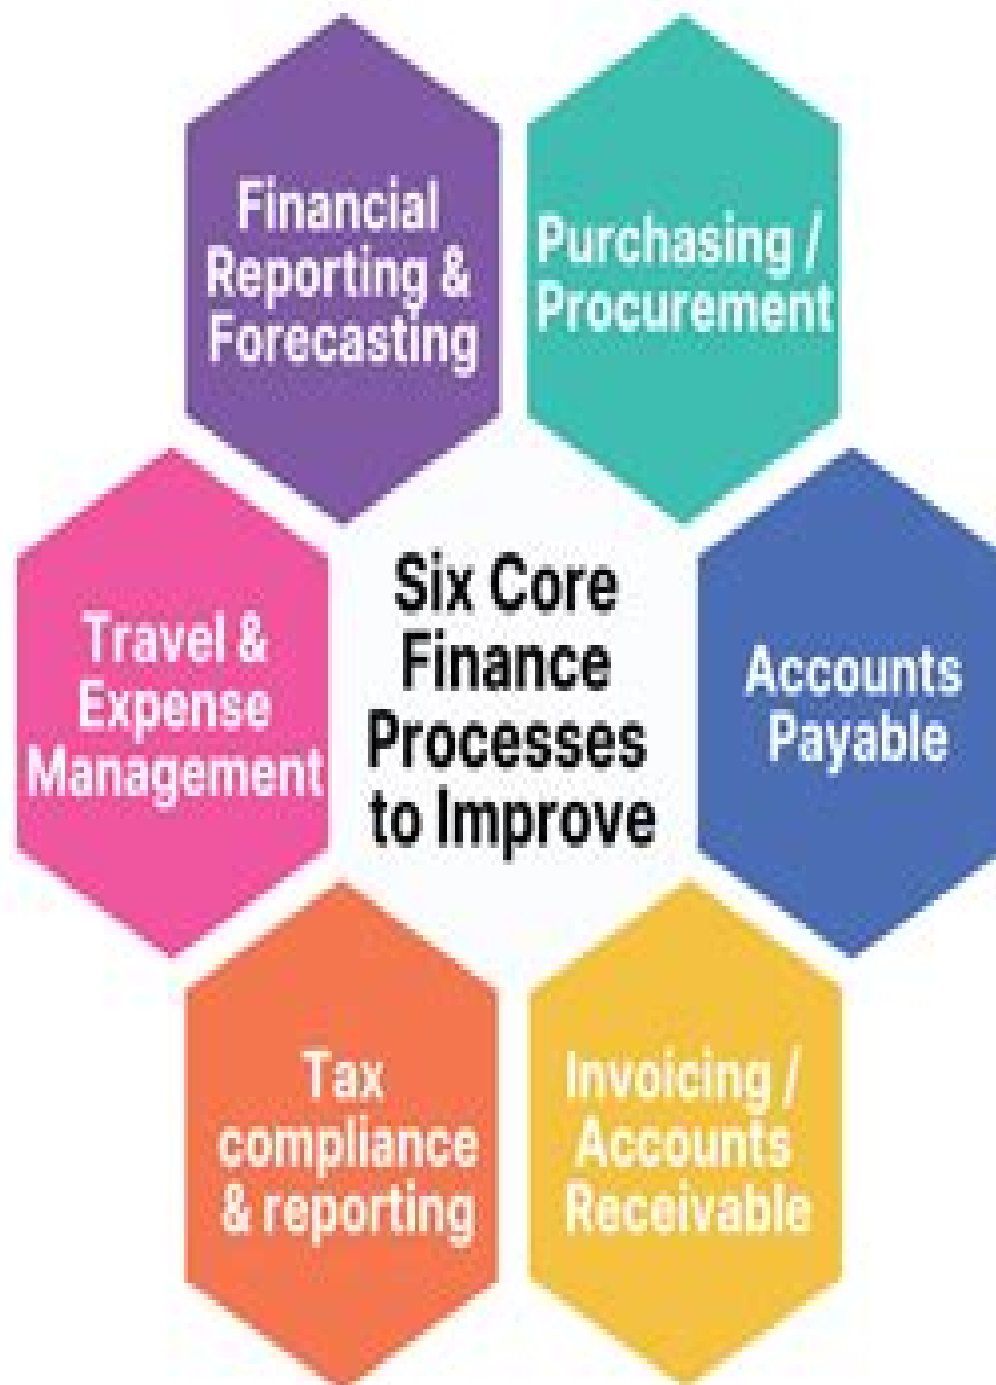 Financial
Reporting &
Forecasting
Purchasing /
Procurement
Travel &
Expense
Management
Six Core
Finance
Processes
to Improve
Accounts
Payable
Tax
compliance
& reporting
Invoicing /
Accounts
Receivable